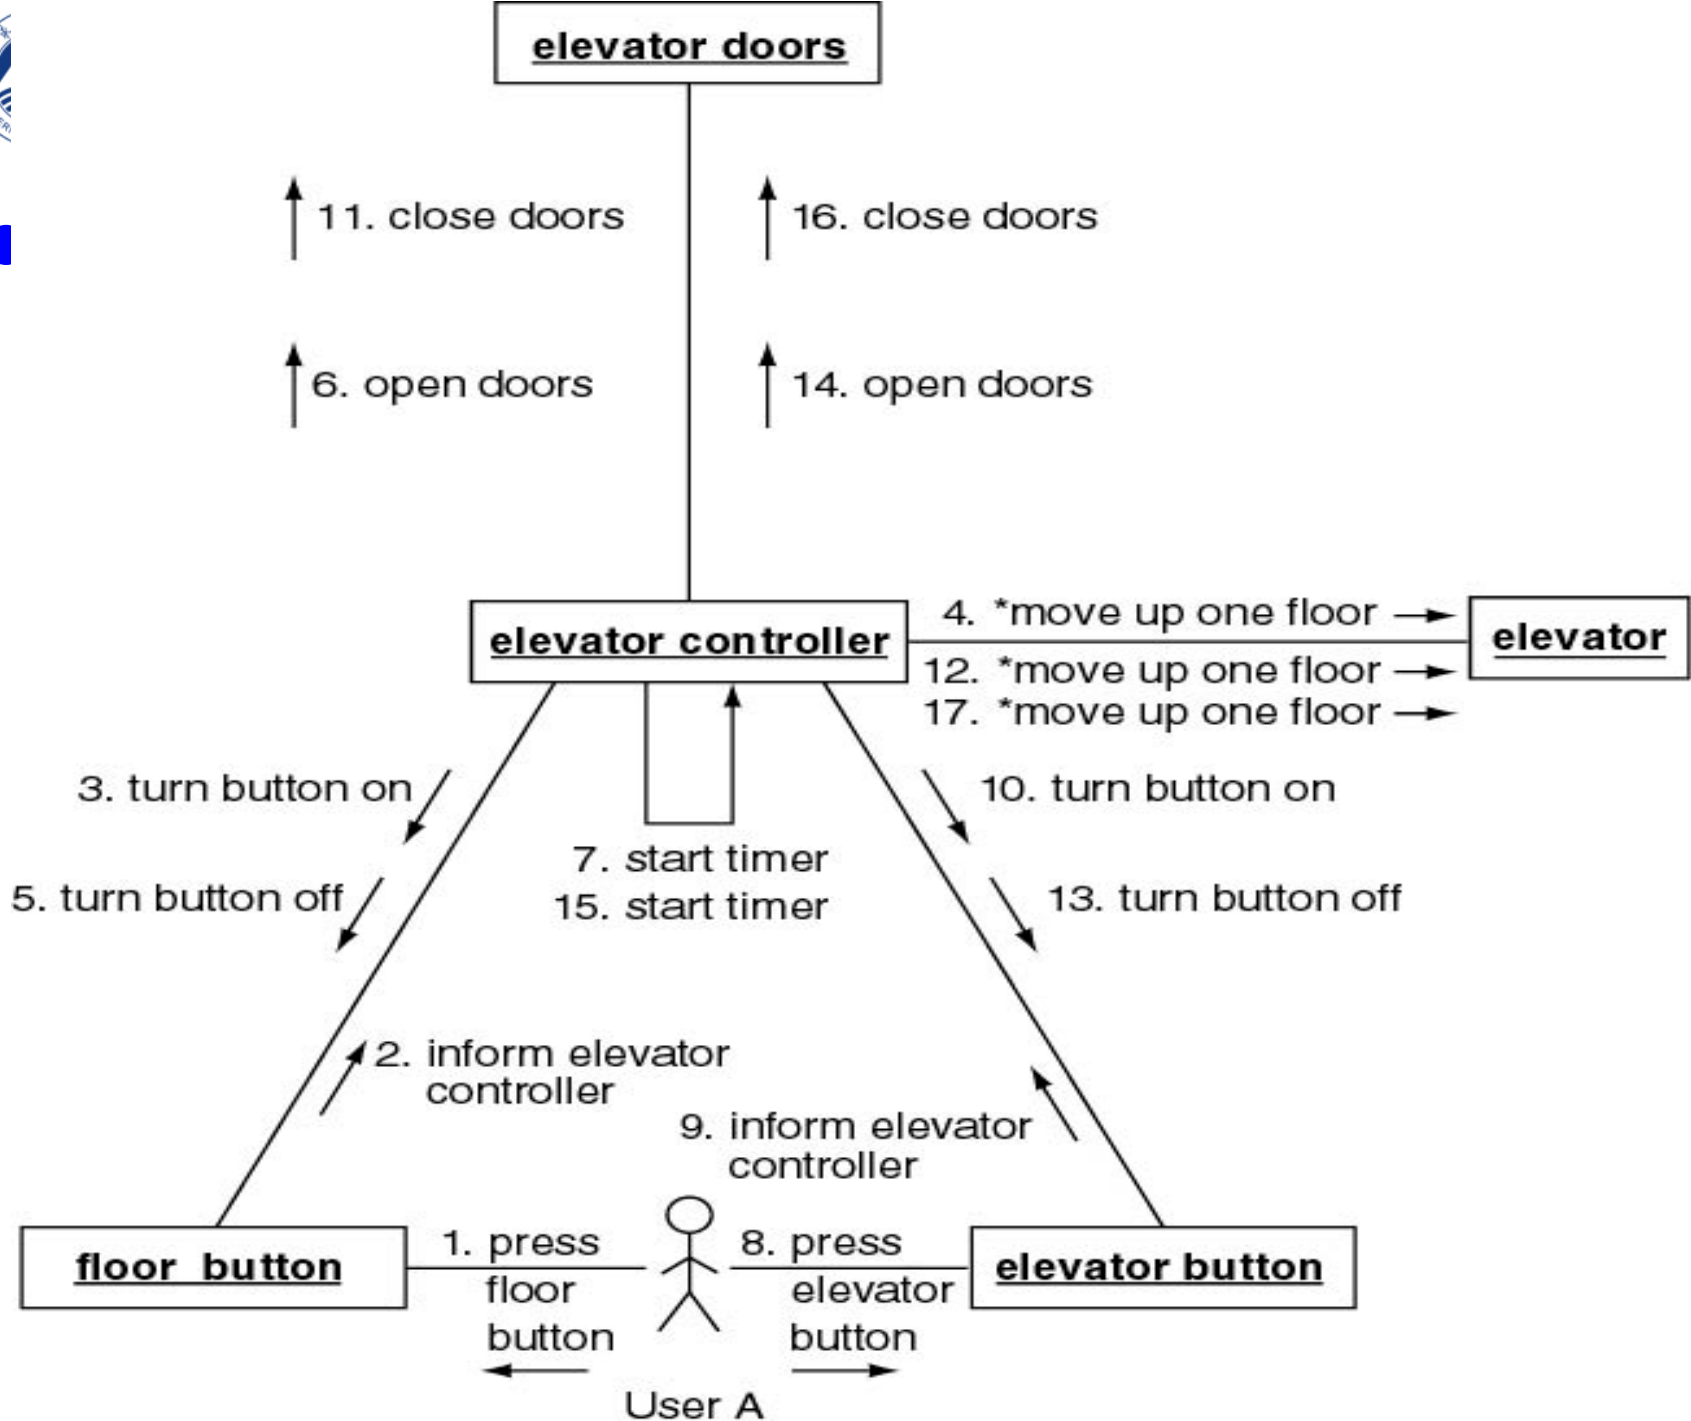 elevator doors
11. close doors
16. close doors
6. open doors
14. open doors
4. *move up one floor
elevator controller
elevator
12. *move up one floor
17. *move up one floor
3. turn button on
10. turn button on
7. start timer
5. turn button off
15. start timer
13. turn button off
2. inform elevator
controller
9. inform elevator
controller
1. press
floor
button
8. press
elevator
button
floor button
elevator button
User A